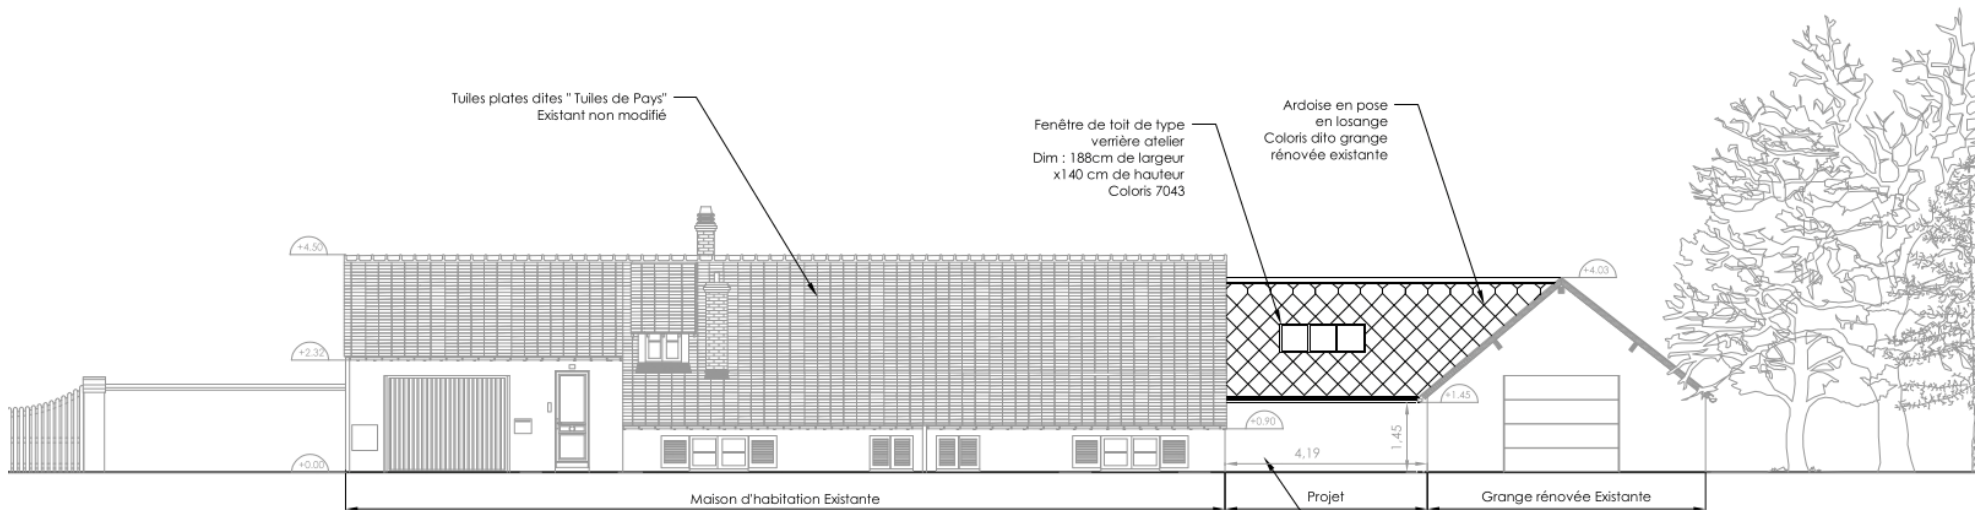 Tuiles plates dites " Tuiles de Pays"
Existant non modifié
Fenêtre de toit de type
verrière atelier
Dim : 188cm de largeur
x140 cm de hauteur
Coloris 7043
Ardoise en pose
en losange
Coloris dito grange
rénovée existante
+4.50
+4.03
+2.32
+1.45
+0.90
1,45
4,19
+0.00
Maison d'habitation Existante
Projet
Grange rénovée Existante